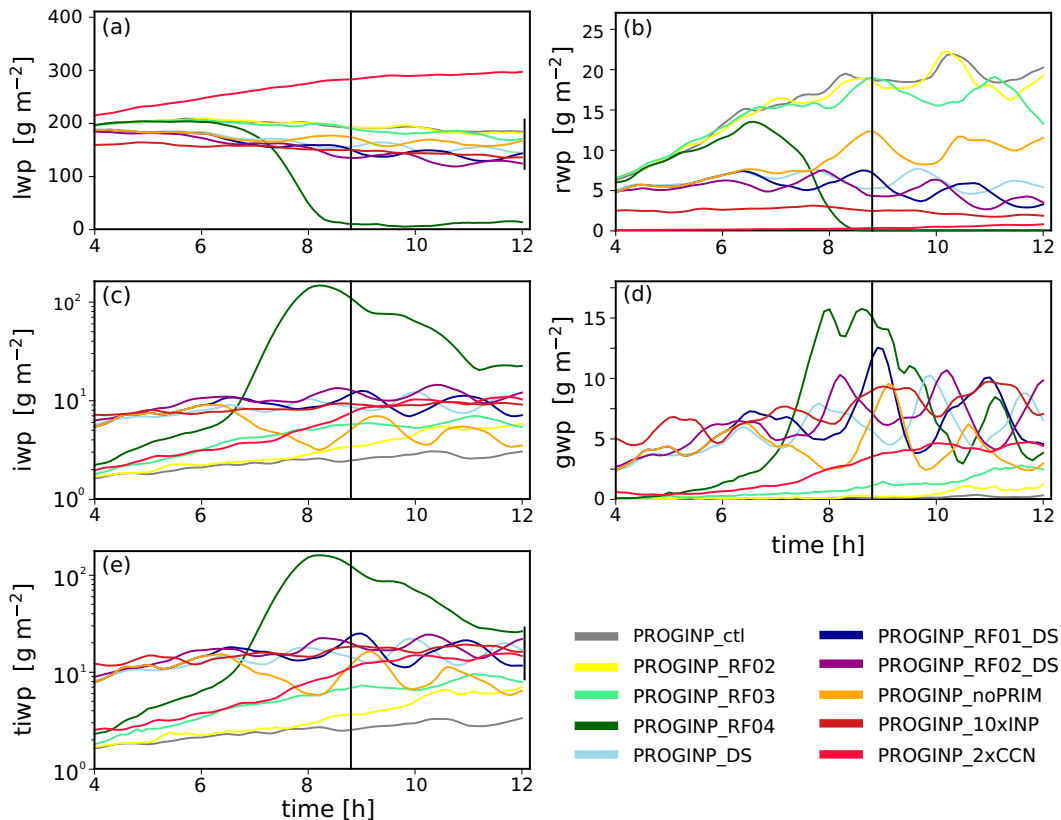 (a)
lwp [g m⁻²]
400
300
200
100
0
4 6 8 10 12
(b)
rwp [g m⁻²]
25
20
15
10
5
0
4 6 8 10 12
(c)
iwp [g m⁻²]
10²
10¹
10⁰
4 6 8 10 12
(d)
gwp [g m⁻²]
15
10
5
0
4 6 8 10 12
time [h]
(e)
tiwp [g m⁻²]
10²
10¹
10⁰
4 6 8 10 12
time [h]
PROGINP_ctl
PROGINP_RF02
PROGINP_RF03
PROGINP_RF04
PROGINP_DS
PROGINP_RF01_DS
PROGINP_RF02_DS
PROGINP_noPRIM
PROGINP_10xINP
PROGINP_2xCCN